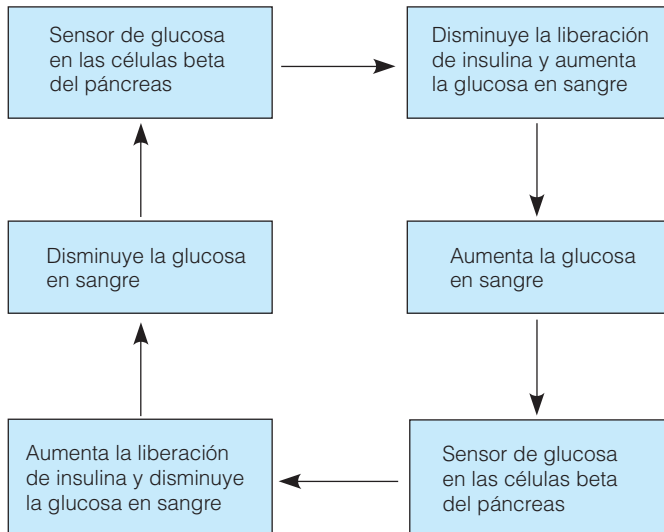 Sensor de glucosa
en las células beta
del páncreas
Disminuye la liberación
de insulina y aumenta
la glucosa en sangre
Disminuye la glucosa
en sangre
Aumenta la glucosa
en sangre
Aumenta la liberación
de insulina y disminuye
la glucosa en sangre
Sensor de glucosa
en las células beta
del páncreas